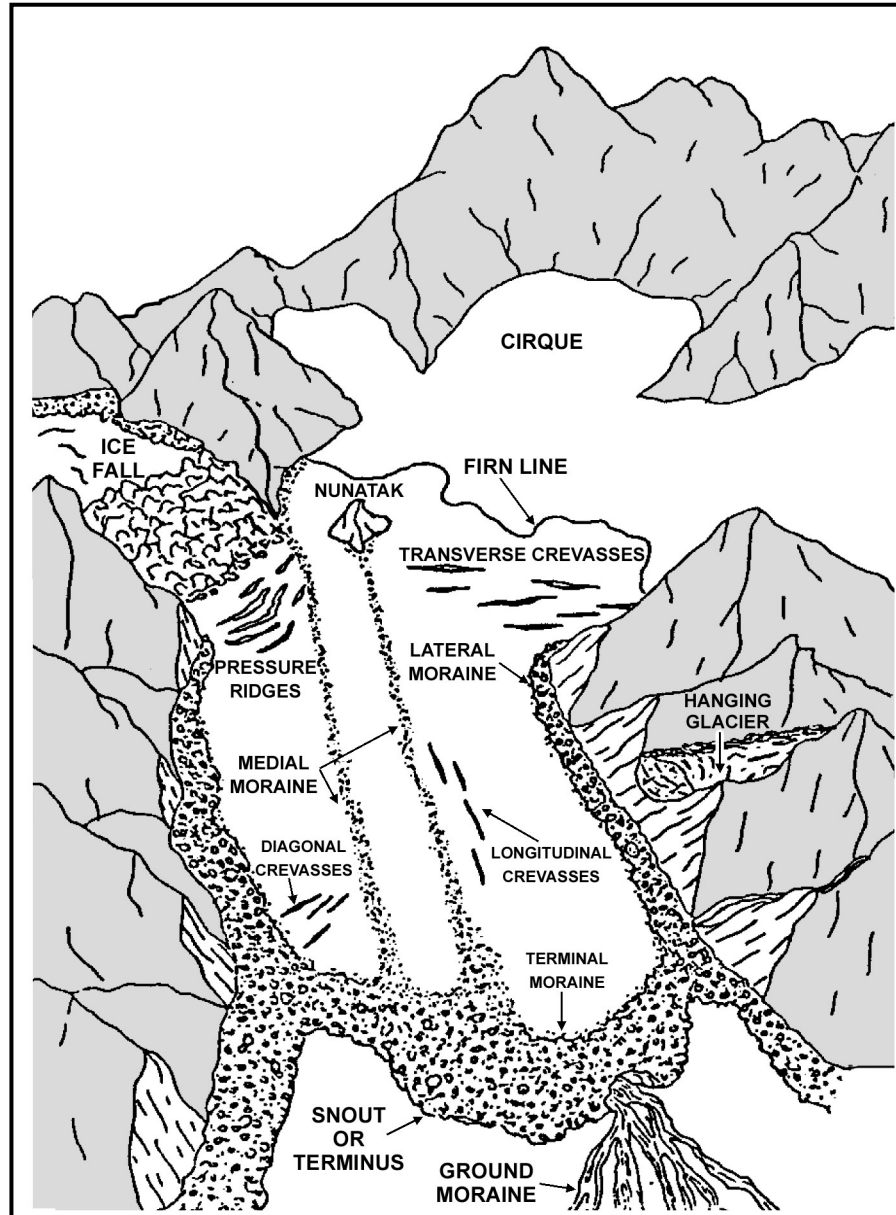 CIRQUE
ICE
FALL
FIRN LINE
NUNATAK
TRANSVERSE CREVASSES
LATERAL
MORAINE
PRESSURE
RIDGES
HANGING
GLACIER
MEDIAL
MORAINE
DIAGONAL
CREVASSES
LONGITUDINAL
CREVASSES
TERMINAL
MORAINE
SNOUT
OR
TERMINUS
GROUND
MORAINE